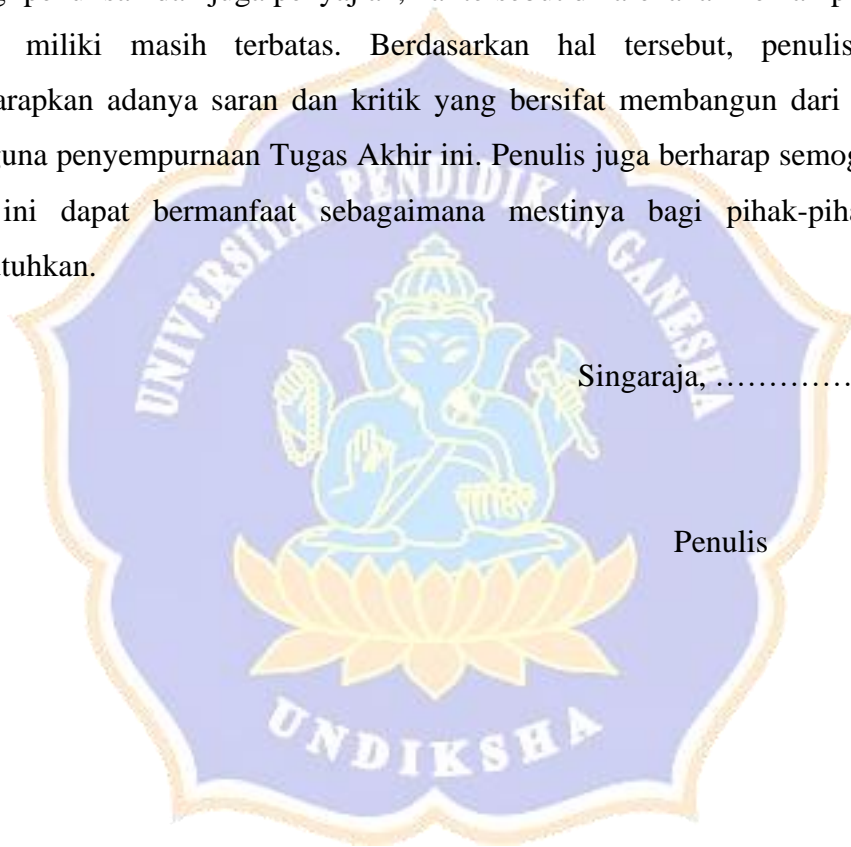 miliki masih terbatas. Berdasarkan hal tersebut, penulis
arapkan adanya saran dan kritik yang bersifat membangun dari
guna penyempurnaan Tugas Akhir ini. Penulis juga berharap semog
ini dapat bermanfaat sebagaimana mestinya bagi pihak-piha
tuhkan.
UNIVERSITAS PENDIDIKAN GANESHA
Singaraja, ……………
Penulis
UNDIKSHA